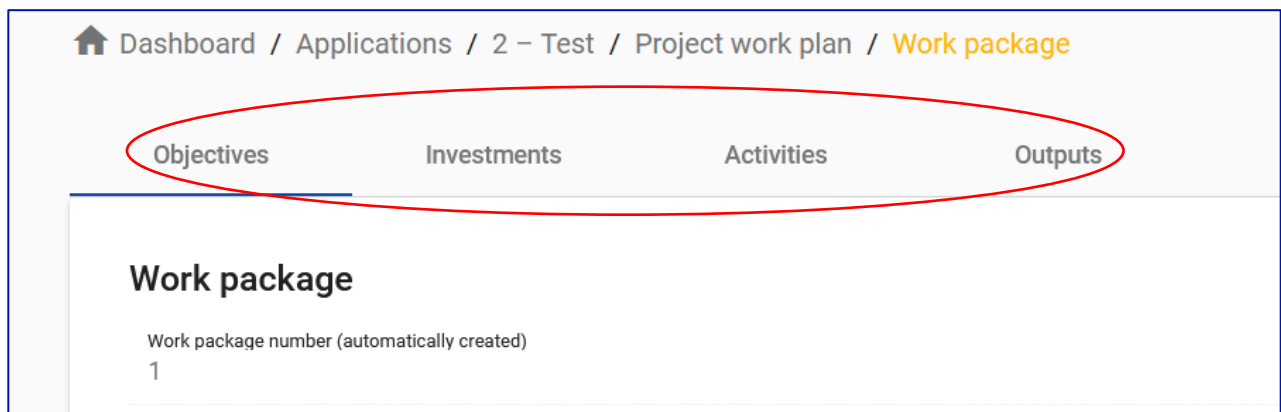 Dashboard / Applications / 2 – Test / Project work plan / Work package
Objectives Investments Activities Outputs
Work package
Work package number (automatically created)
1